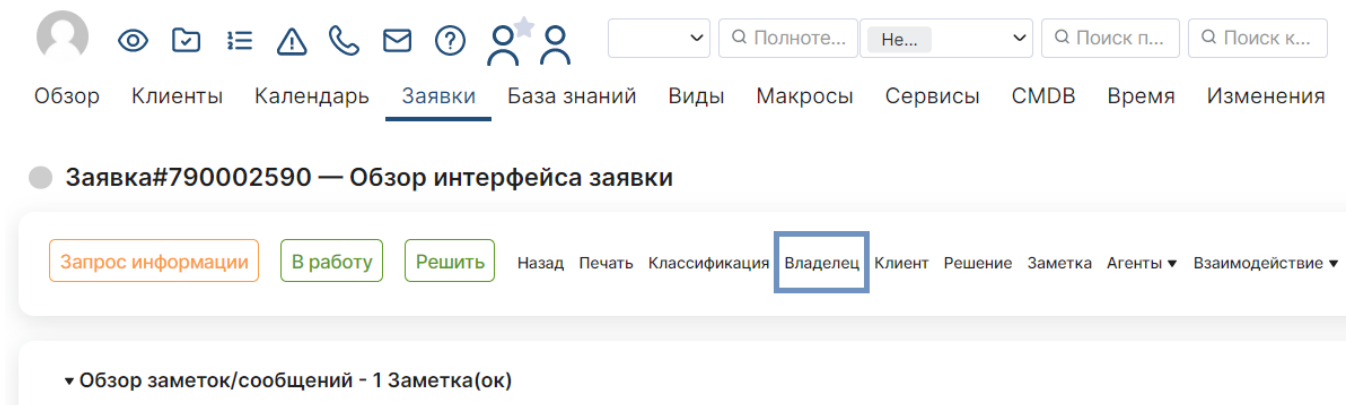 Полноте... Не... Поиск п... Поиск к...
Обзор Клиенты Календарь Заявки База знаний Виды Макросы Сервисы CMDB Время Изменения
Заявка#790002590 — Обзор интерфейса заявки
Запрос информации В работу Решить Назад Печать Классификация Владелец Клиент Решение Заметка Агенты ▾ Взаимодействие ▾
▾ Обзор заметок/сообщений - 1 Заметка(ок)